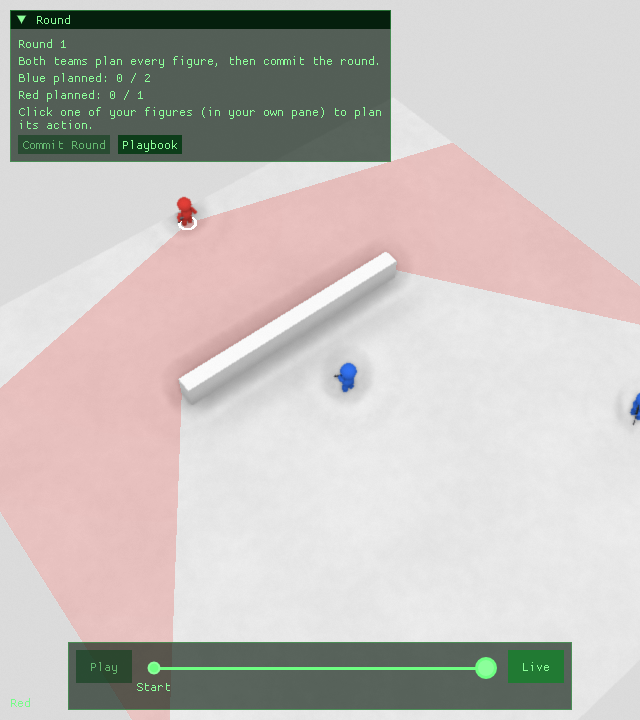 Round
Round 1
Both teams plan every figure, then commit the round.
Blue planned: 0 / 2
Red planned: 0 / 1
Click one of your figures (in your own pane) to plan
its action.
Commit Round
Playbook
Play
Live
Start
Red